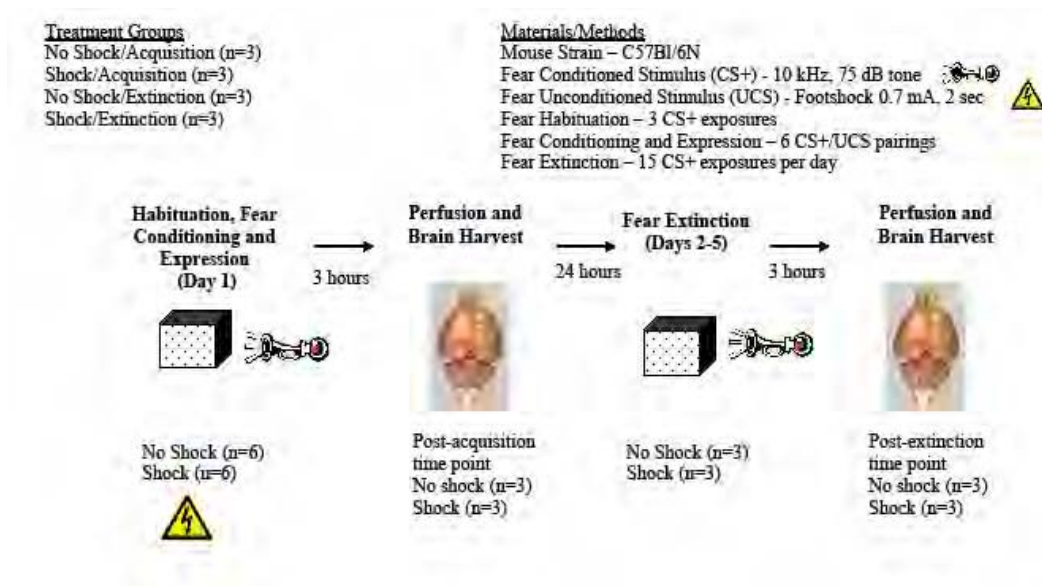 Treatment Groups
No Shock/Acquisition (n=3)
Shock/Acquisition (n=3)
No Shock/Extinction (n=3)
Shock/Extinction (n=3)
Materials/Methods
Mouse Strain – C57Bl/6N
Fear Conditioned Stimulus (CS+) - 10 kHz, 75 dB tone
Fear Unconditioned Stimulus (UCS) - Footshock 0.7 mA, 2 sec
Fear Habituation – 3 CS+ exposures
Fear Conditioning and Expression – 6 CS+/UCS pairings
Fear Extinction – 15 CS+ exposures per day
Habituation, Fear
Conditioning and
Expression
(Day 1)
3 hours
Perfusion and
Brain Harvest
24 hours
Fear Extinction
(Days 2-5)
3 hours
Perfusion and
Brain Harvest
No Shock (n=6)
Shock (n=6)
Post-acquisition
time point
No shock (n=3)
Shock (n=3)
No Shock (n=3)
Shock (n=3)
Post-extinction
time point
No shock (n=3)
Shock (n=3)